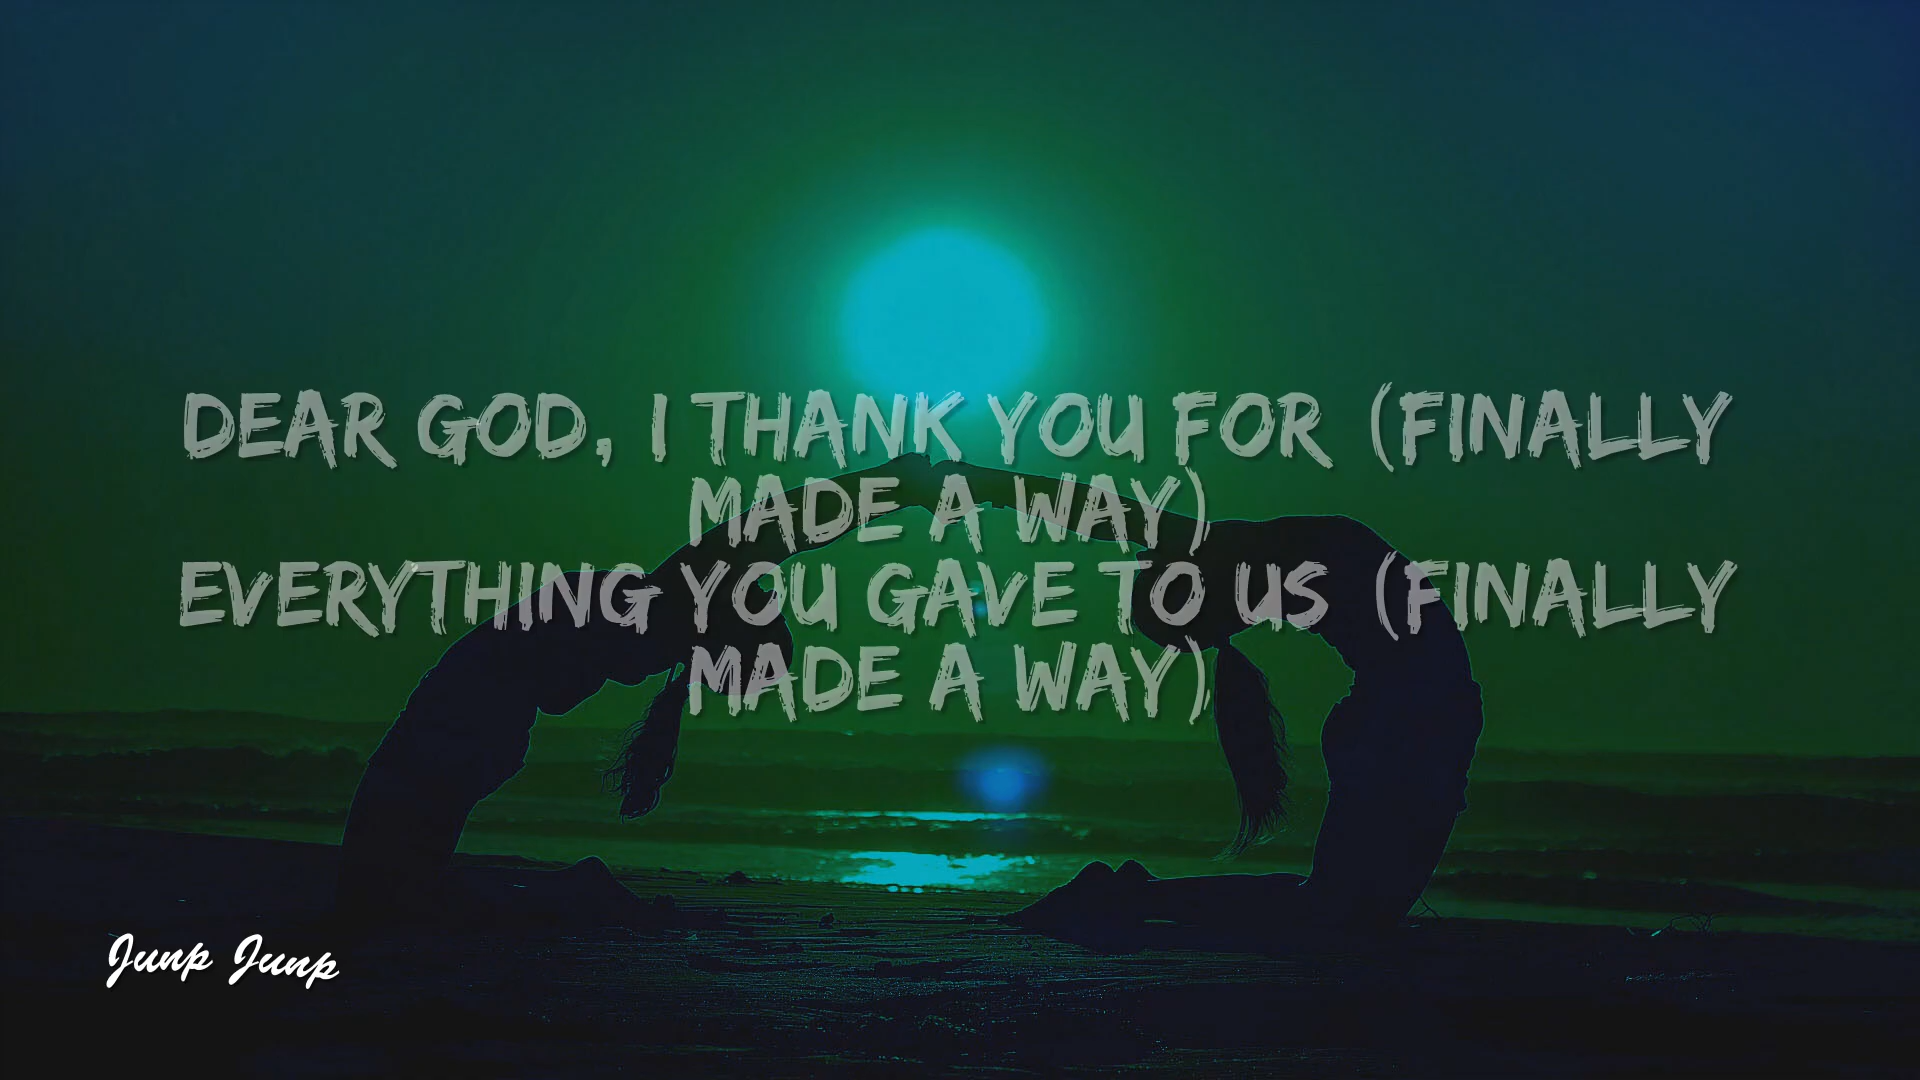 DEAR GOD, I THANK YOU FOR (FINALLY
MADE A WAY)
EVERYTHING YOU GAVE TO US (FINALLY
MADE A WAY)
Junp Junp